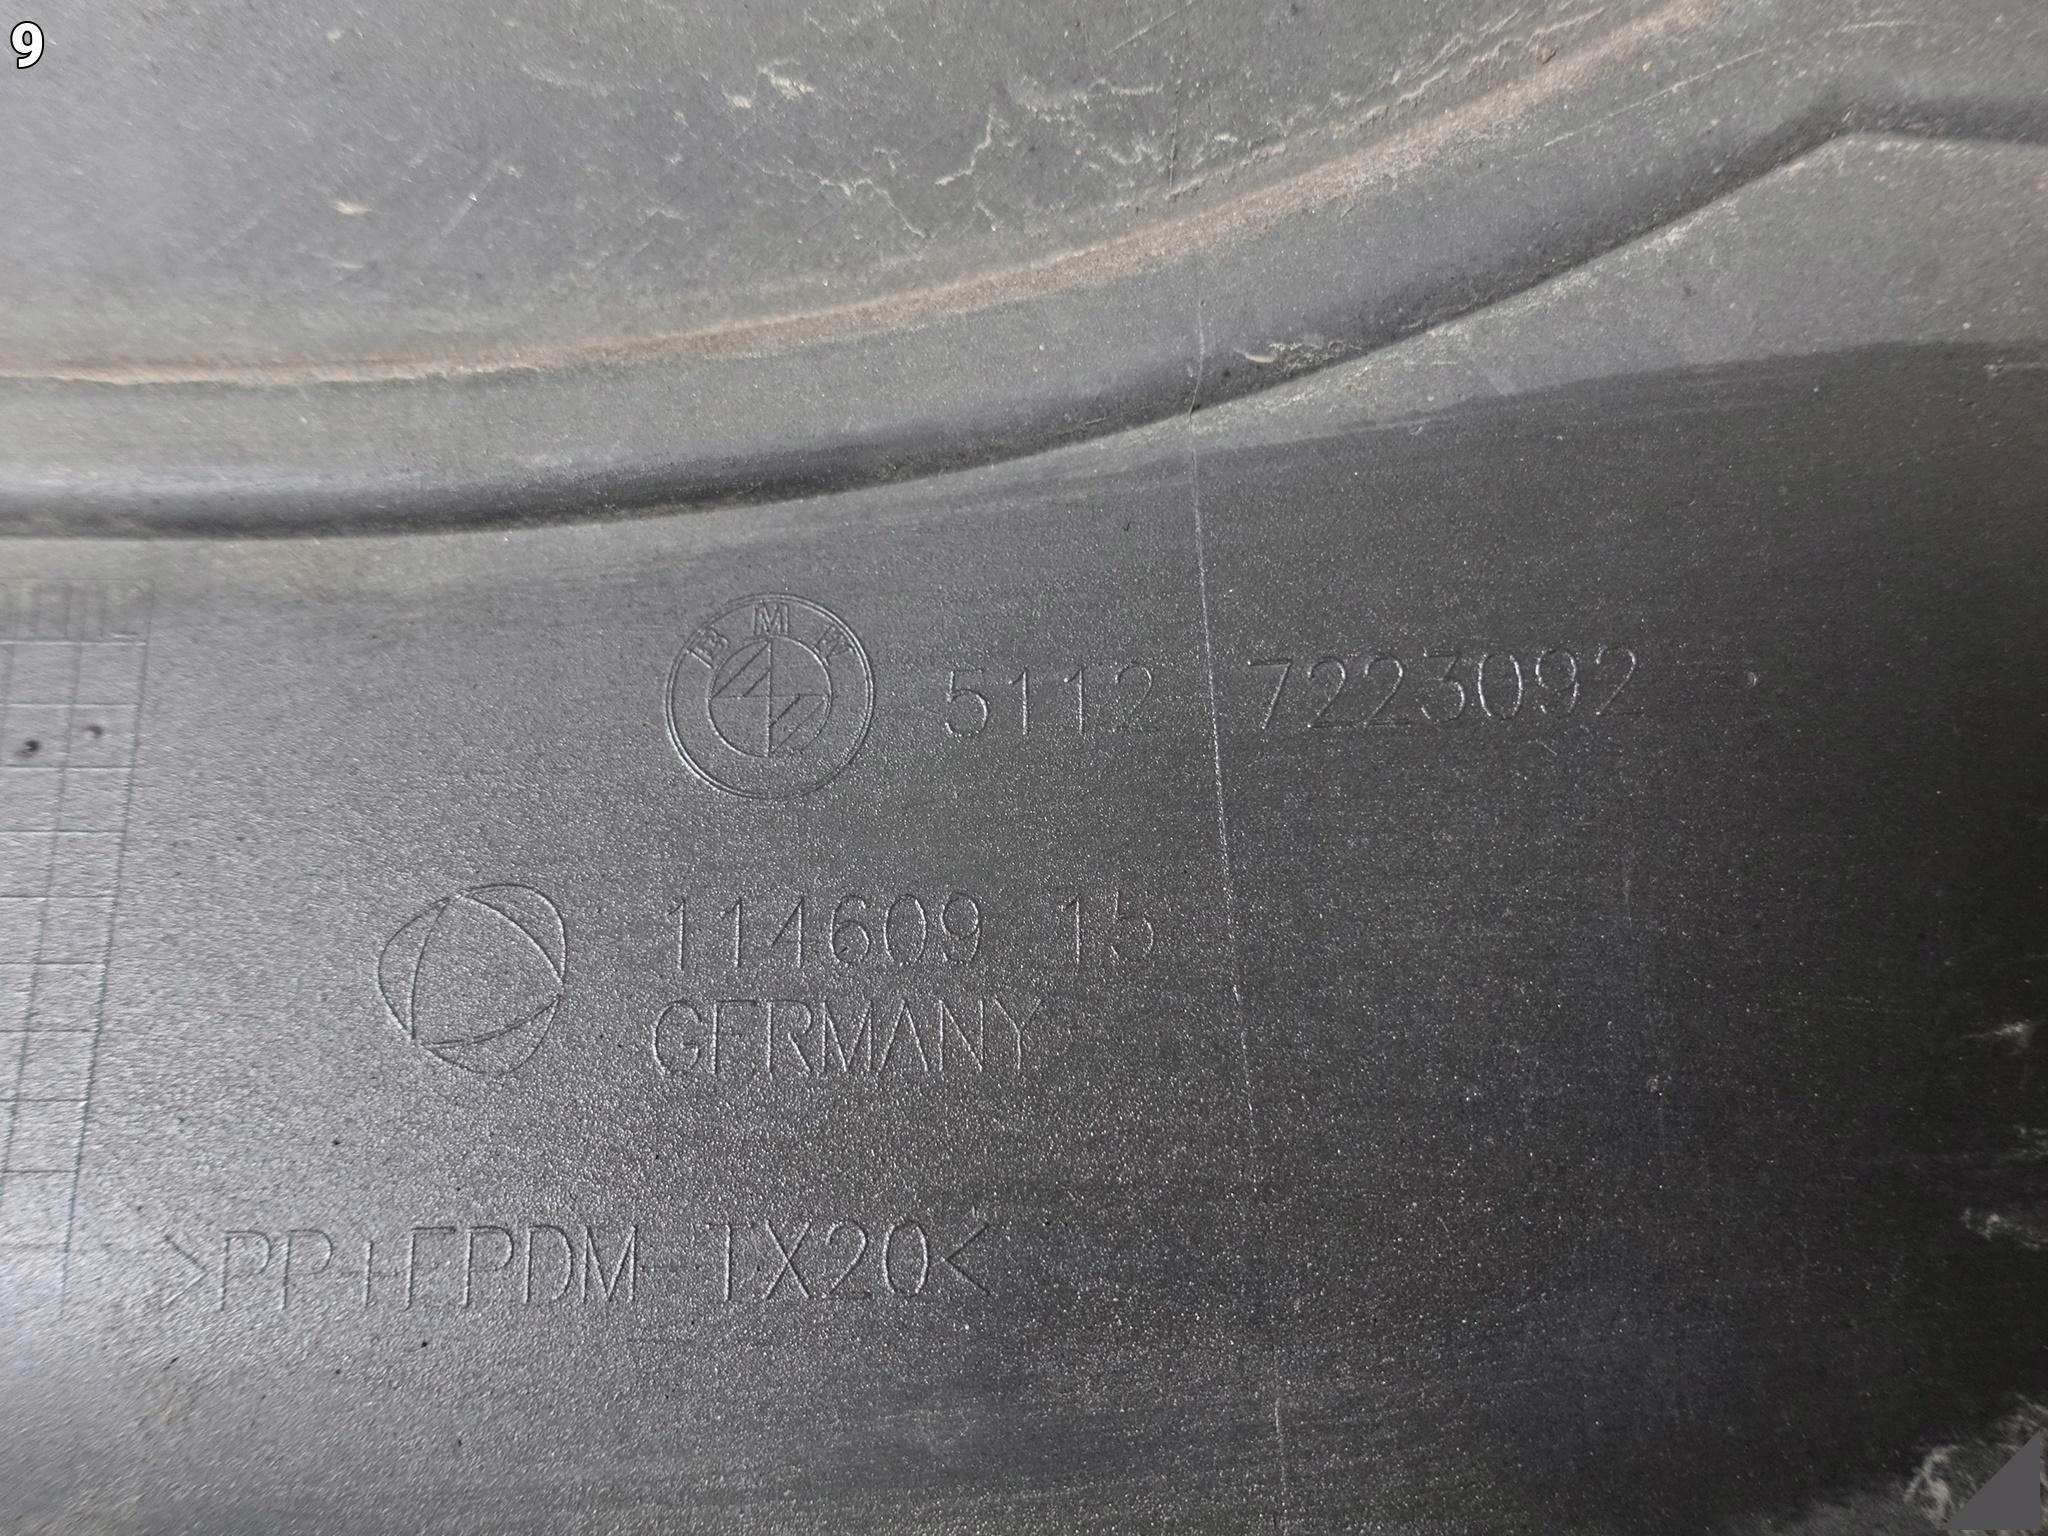 9
BMW
5112 7223092
114609 15
GERMANY
>PP+EPDM TX20<